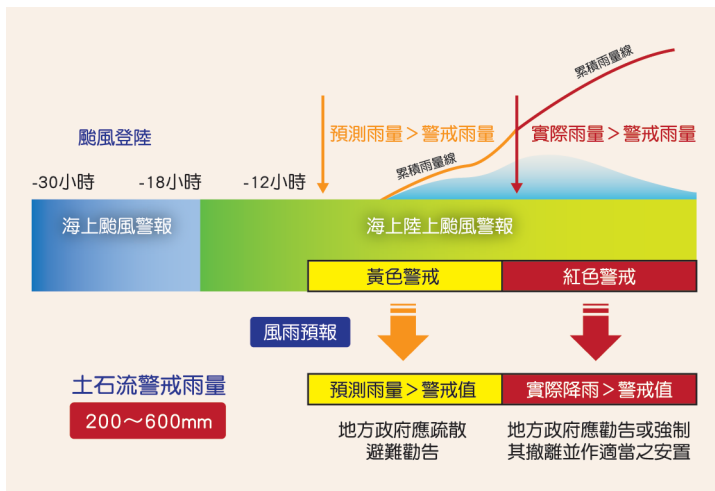 累積雨量線
颱風登陸
預測雨量＞警戒雨量
實際雨量＞警戒雨量
累積雨量線
-30小時
-18小時
-12小時
海上颱風警報
海上陸上颱風警報
黃色警戒
紅色警戒
風雨預報
土石流警戒雨量
200～600mm
預測雨量＞警戒值
實際降雨＞警戒值
地方政府應疏散
避難勸告
地方政府應勸告或強制
其撤離並作適當之安置